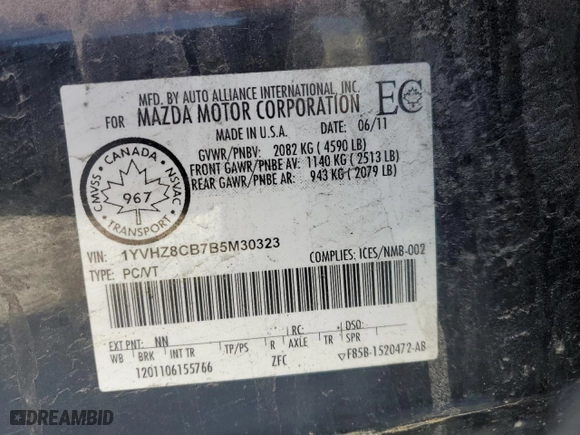 MFD. BY AUTO ALLIANCE INTERNATIONAL, INC.
FOR MAZDA MOTOR CORPORATION EC
MADE IN U.S.A. DATE: 06/11
GVWR/PNBV: 2082 KG ( 4590 LB)
FRONT GAWR/PNBE AV: 1140 KG ( 2513 LB)
REAR GAWR/PNBE AR: 943 KG ( 2079 LB)
CANADA
CMVSS NSVAC
967
TRANSPORT
VIN: 1YVHZ8CB7B5M30323
COMPLIES: ICES/NMB-002
TYPE: PC/VT
EXT PNT: NN RC: DSO:
WB BRK INT TR TP/PS R AXLE TR SPR
1201106155766 ZFC F85B-1520472-AB
DREAMBID